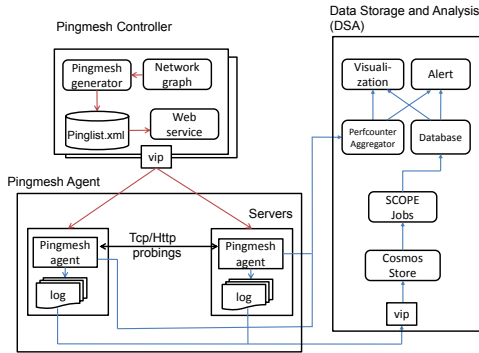 Pingmesh Controller
Pingmesh
generator
Network
graph
Pinglist.xml
Web
service
vip
Pingmesh Agent
Servers
Pingmesh
agent
Tcp/Http
probings
Pingmesh
agent
log
log
Data Storage and Analysis
(DSA)
Visuali-
zation
Alert
Perfcounter
Aggregator
Database
SCOPE
Jobs
Cosmos
Store
vip